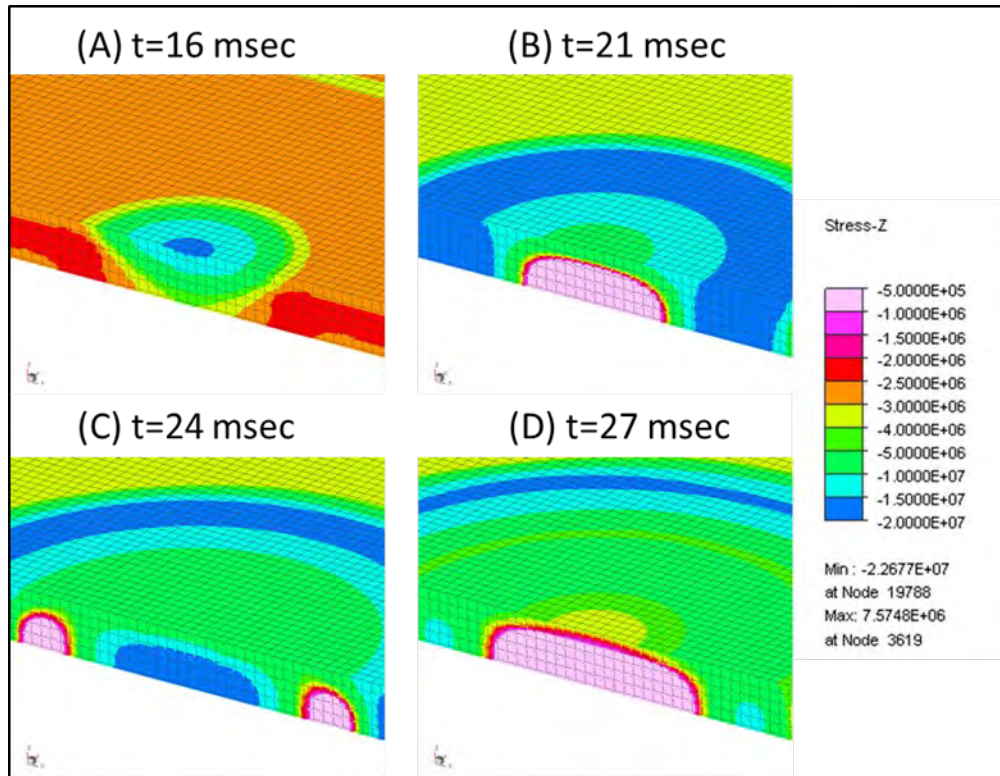 (A) t=16 msec
(B) t=21 msec
(C) t=24 msec
(D) t=27 msec
Stress-Z
-5.0000E+05
-1.0000E+06
-1.5000E+06
-2.0000E+06
-2.5000E+06
-3.0000E+06
-4.0000E+06
-5.0000E+06
-1.0000E+07
-1.5000E+07
-2.0000E+07
Min : -2.2677E+07
at Node 19788
Max: 7.5748E+06
at Node 3619